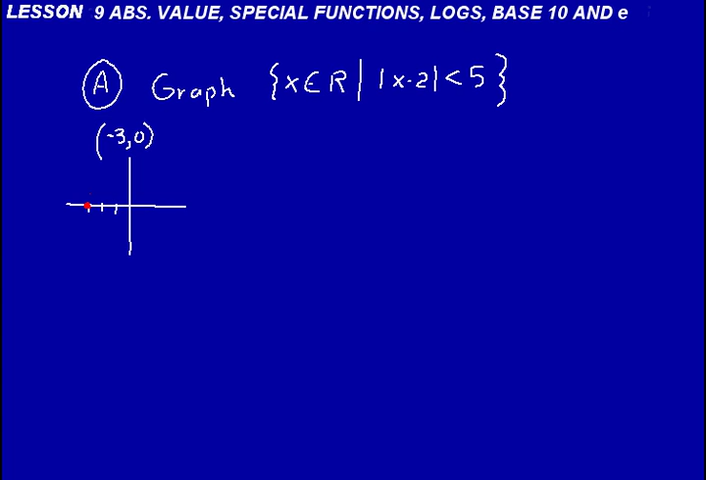 LESSON 9 ABS. VALUE, SPECIAL FUNCTIONS, LOGS, BASE 10 AND e
A Graph {x∈R | |x-2|<5}
(-3,0)